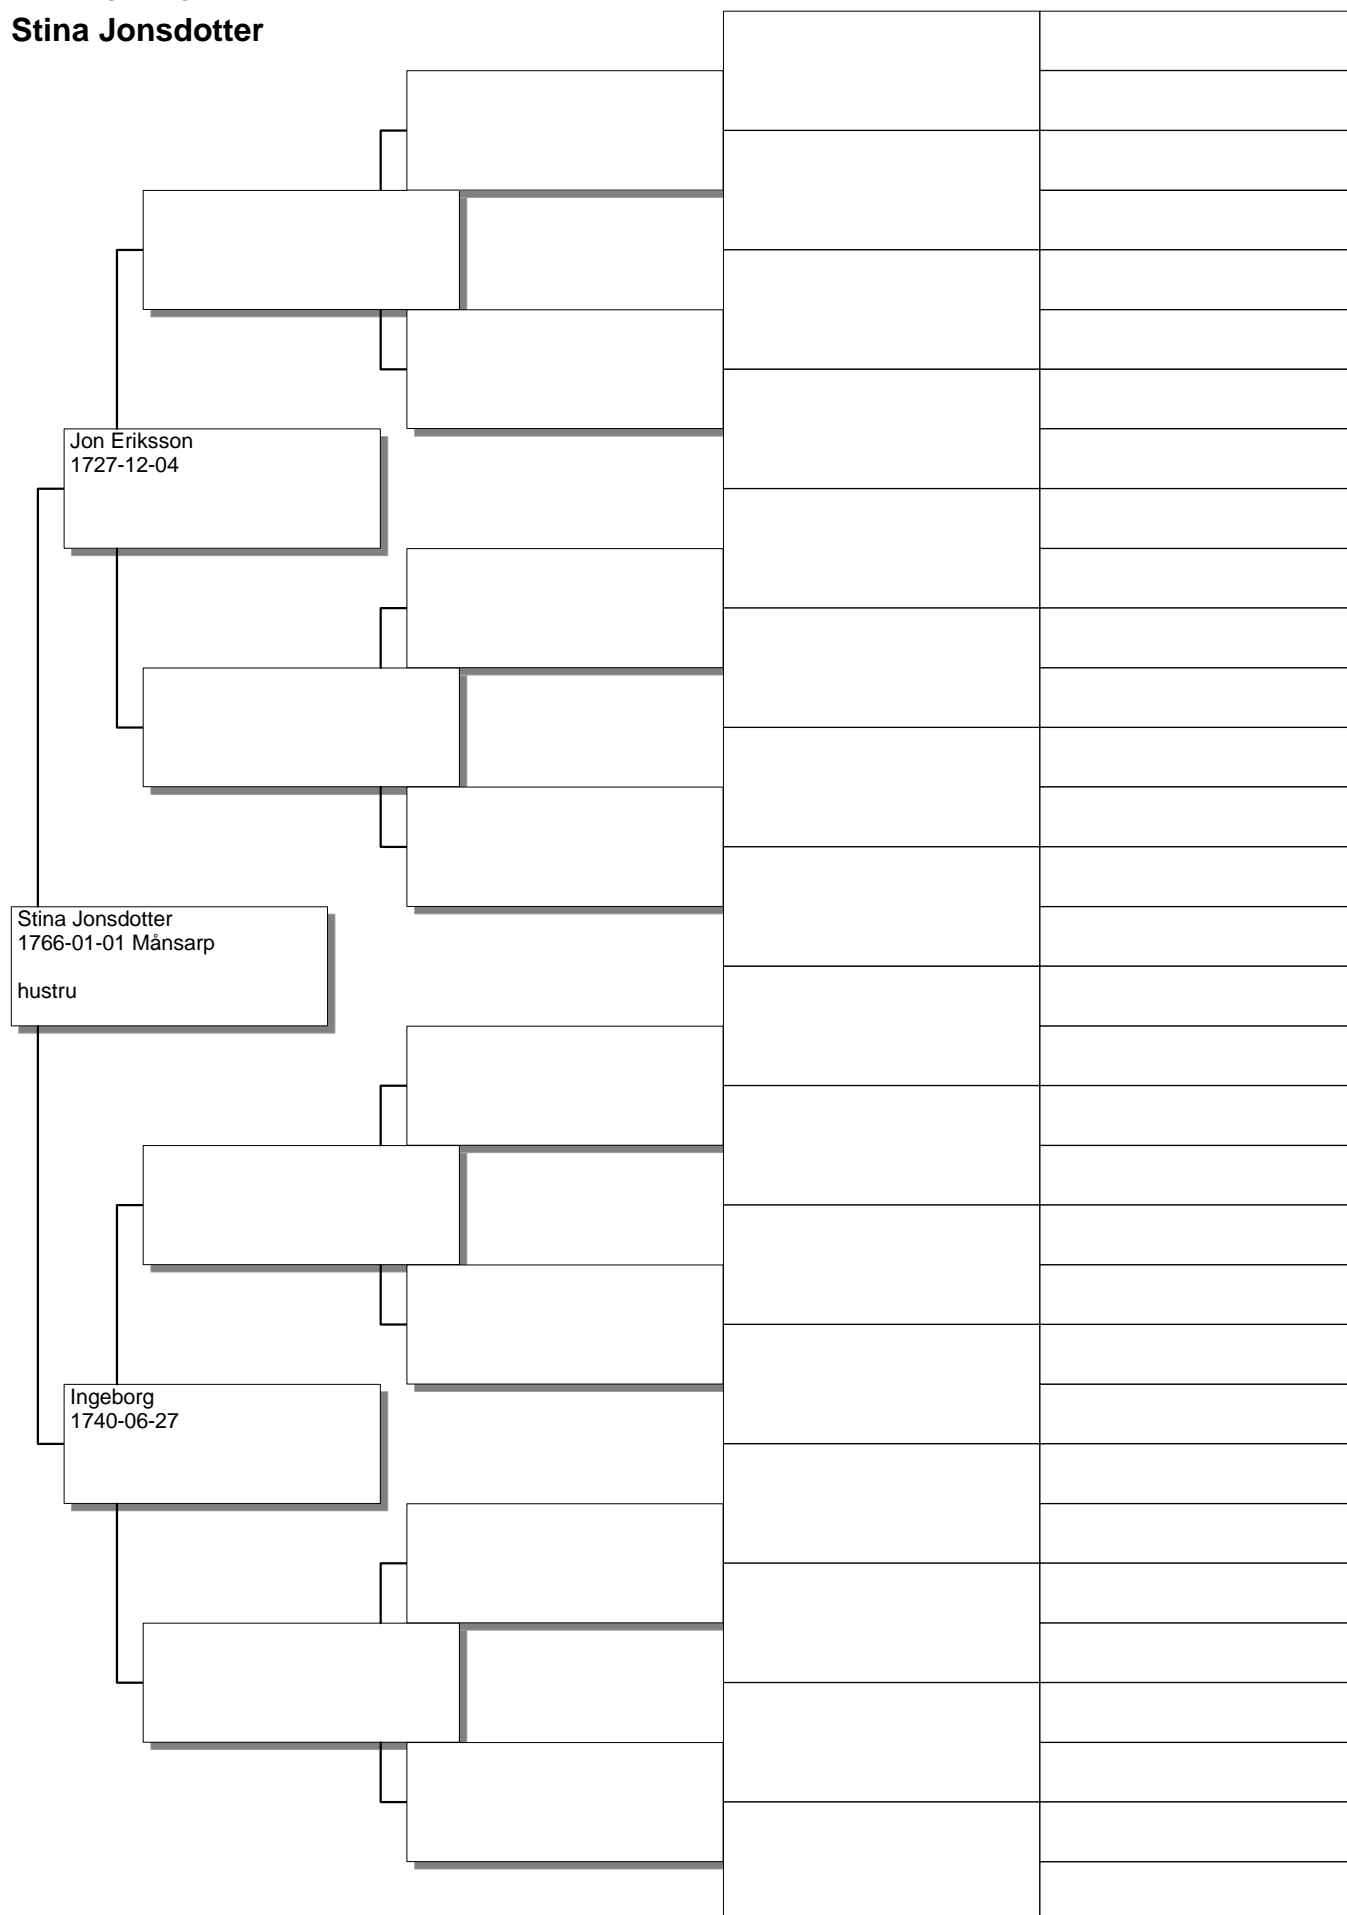 Stina Jonsdotter
Jon Eriksson
1727-12-04
Stina Jonsdotter
1766-01-01 Månsarp
hustru
Ingeborg
1740-06-27